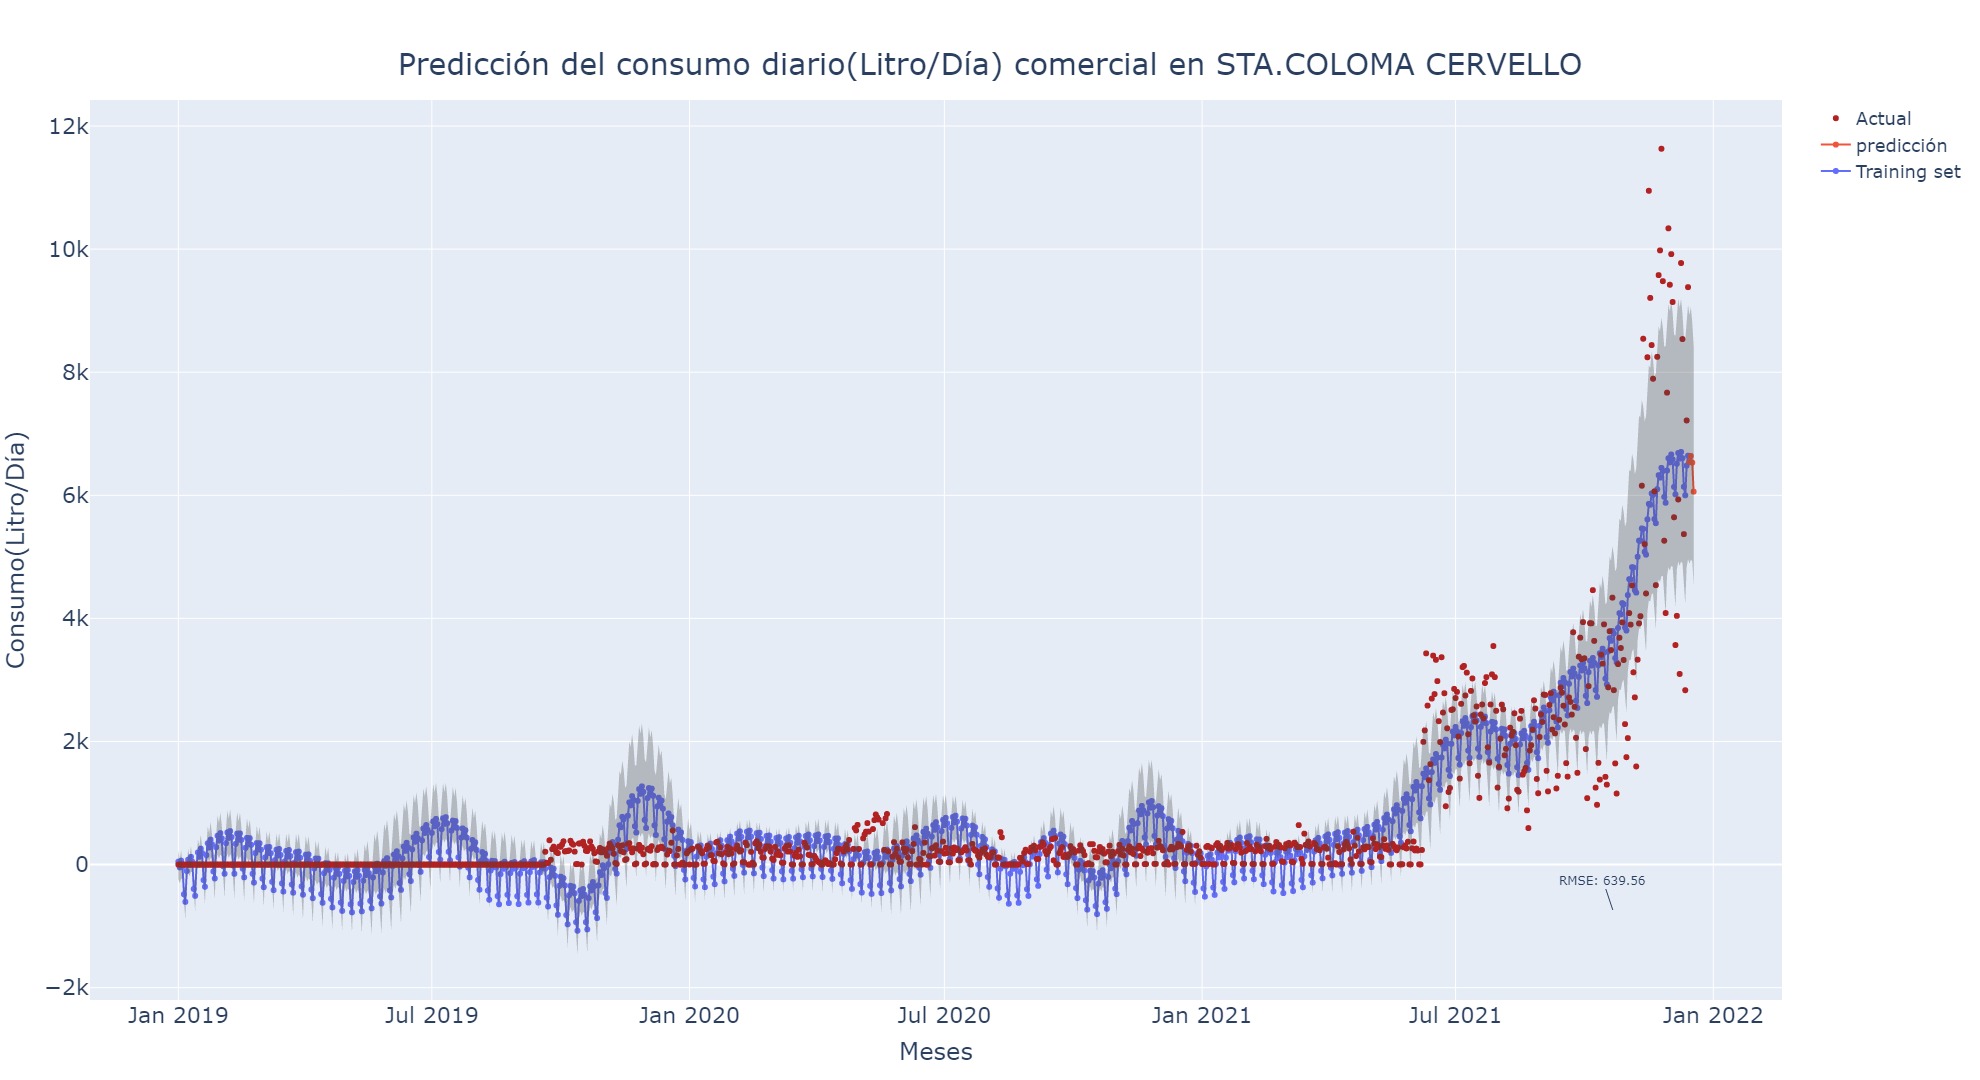 Predicción del consumo diario(Litro/Día) comercial en STA.COLOMA CERVELLO
Actual
predicción
Training set
Consumo(Litro/Día)
12k
10k
8k
6k
4k
2k
0
−2k
RMSE: 639.56
Jan 2019
Jul 2019
Jan 2020
Jul 2020
Jan 2021
Jul 2021
Jan 2022
Meses